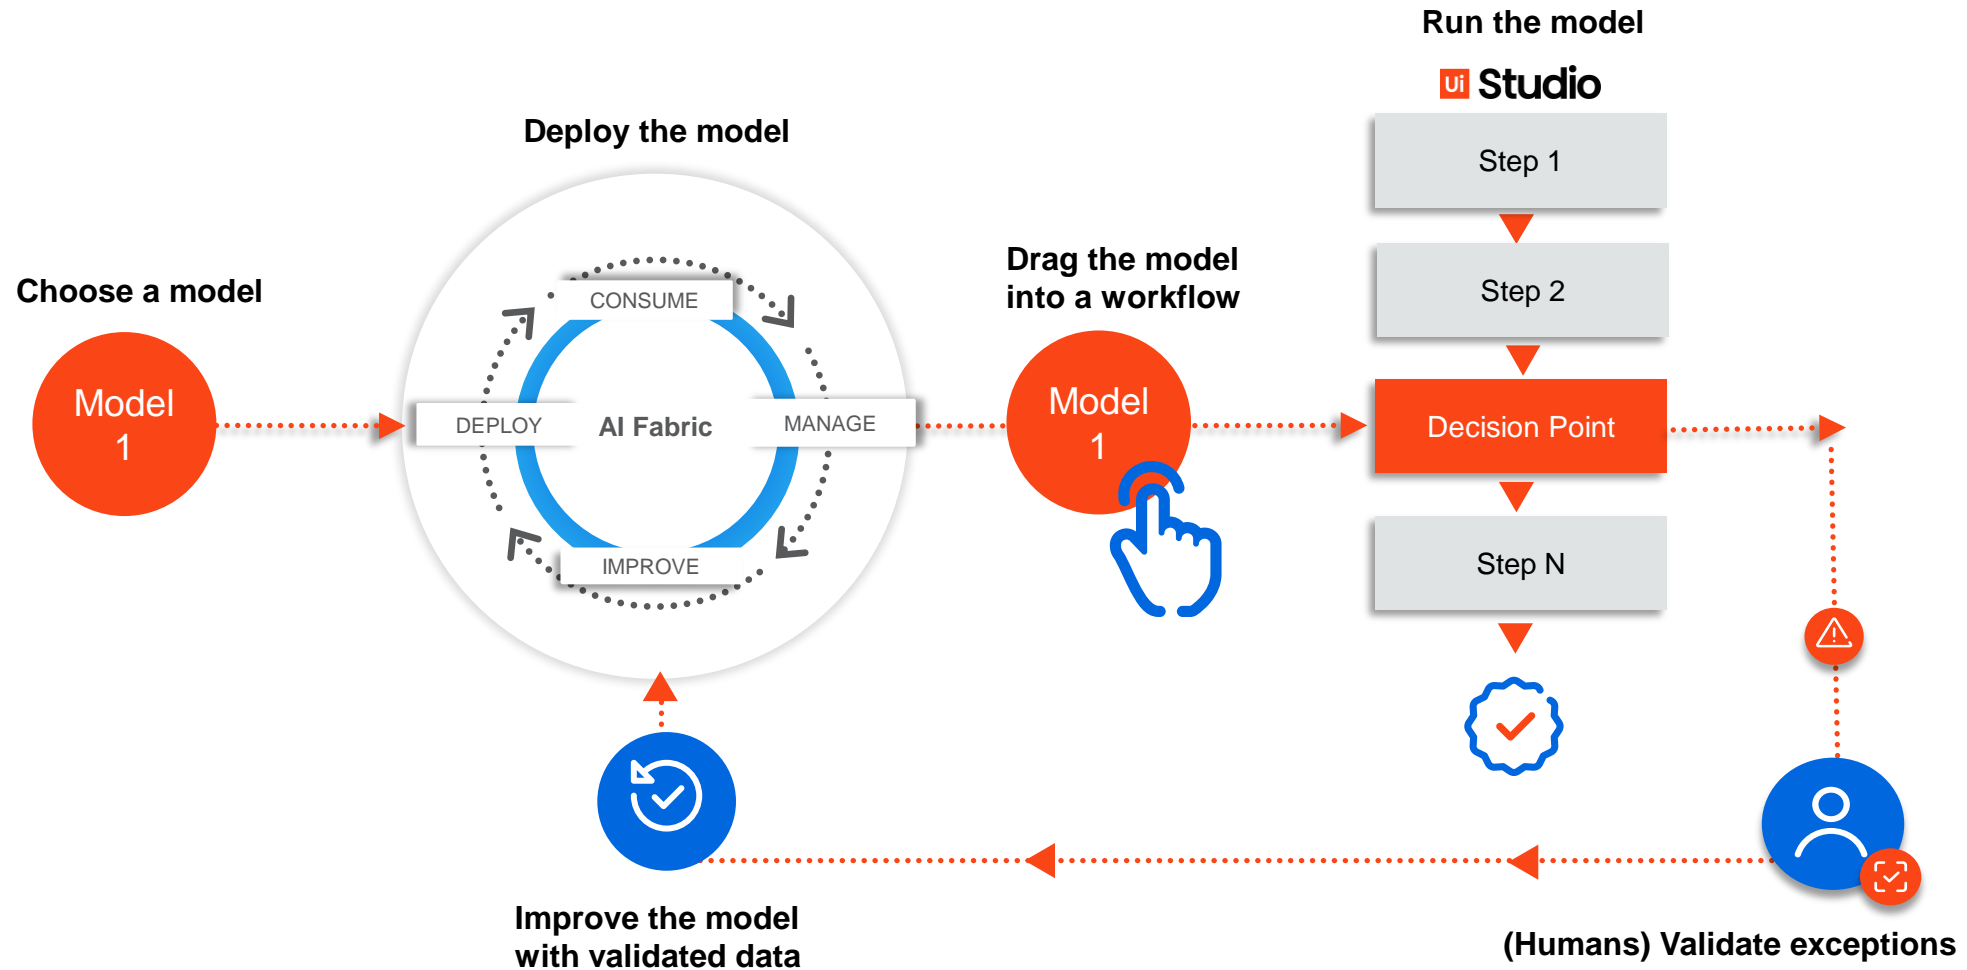 Choose a model
Model
1
Deploy the model
CONSUME
DEPLOY
AI Fabric
MANAGE
IMPROVE
Drag the model
into a workflow
Model
1
Run the model
Ui Studio
Step 1
Step 2
Decision Point
Step N
(Humans) Validate exceptions
Improve the model
with validated data